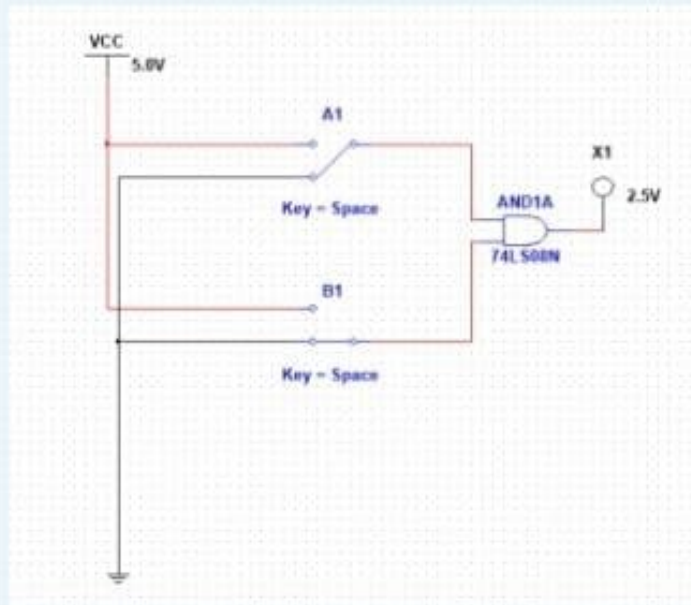 VCC
5.0V
A1
Key = Space
X1
2.5V
AND1A
74LS08N
B1
Key = Space